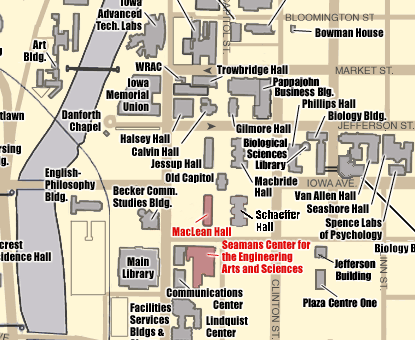 Iowa
Advanced
Tech. Labs
CAPITOL ST.
BLOOMINGTON ST
Bowman House
Art
Bldg.
WRAC
Trowbridge Hall
MARKET ST.
Iowa
Memorial
Union
Pappajohn
Business Blg.
Phillips Hall
Biology Bldg.
Danforth
Chapel
JEFFERSON ST.
Halsey Hall
Calvin Hall
Jessup Hall
Gilmore Hall
Biological
Sciences
Library
English-
Philosophy
Bldg.
Old Capitol
Becker Comm.
Studies Bldg.
Macbride
Hall
IOWA AVE.
Van Allen Hall
Seashore Hall
Spence Labs
of Psychology
Schaeffer
Hall
MacLean Hall
Seamans Center for
the Engineering
Arts and Sciences
Biology B
crest
sidence Hall
Main
Library
Jefferson
Building
Communications
Center
Plaza Centre One
CLINTON ST.
LINN ST.
Facilities
Services
Bldgs &
Lindquist
Center